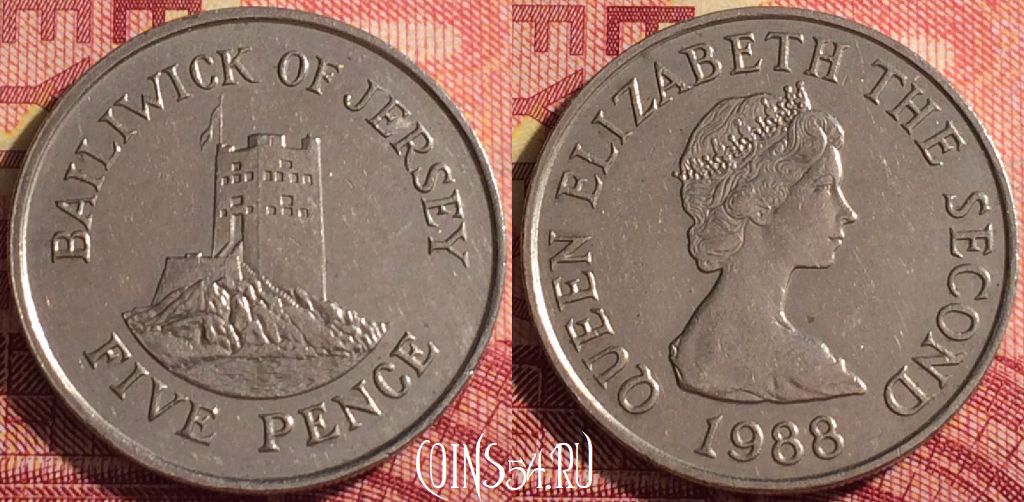 BAILIWICK OF JERSEY
FIVE PENCE
QUEEN ELIZABETH THE SECOND
1988
COINS54.RU